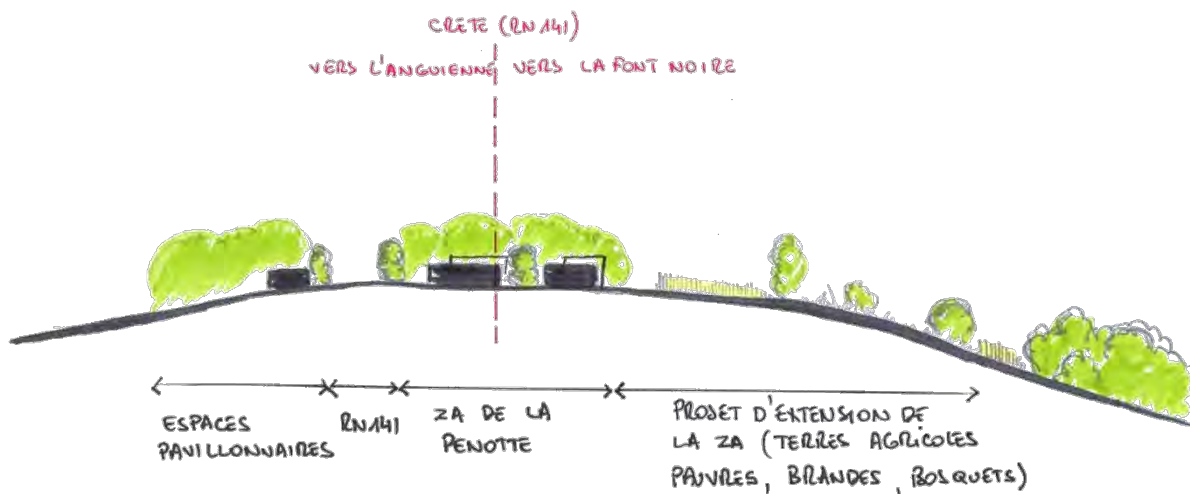 CRETE (RN141)
VERS L'ANGUIENNE VERS LA FONT NOIRE
ESPACES
PAVILLONNAIRES
RN141
ZA DE LA
PENOTTE
PROJET D'EXTENSION DE
LA ZA (TERRES AGRICOLES
PAUVRES, BRANDES, BOSQUETS)